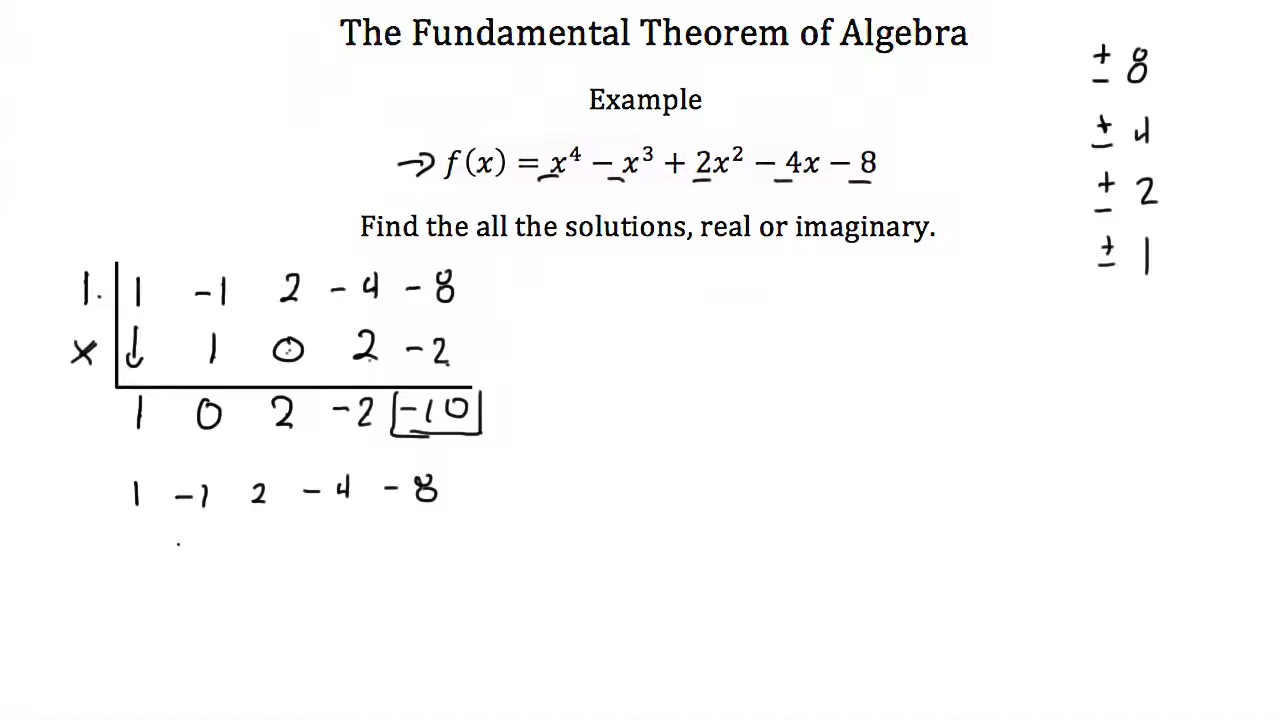 The Fundamental Theorem of Algebra
Example
→ f(x) = x⁴ − x³ + 2x² − 4x − 8
Find the all the solutions, real or imaginary.
± 8
± 4
± 2
± 1
1. 1 -1 2 -4 -8
× ↓ 1 0 2 -2
1 0 2 -2 -10
1 -1 2 -4 -8